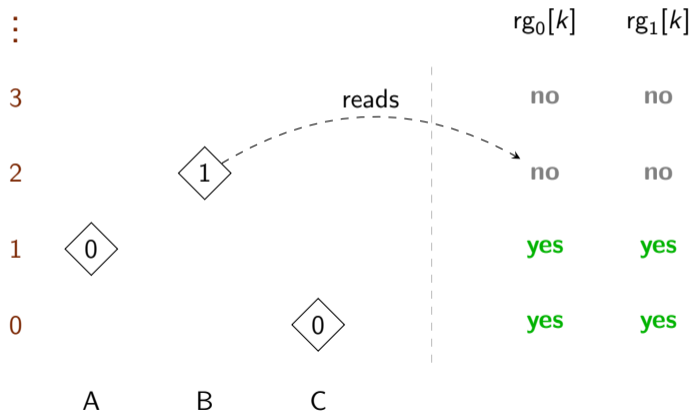 ⋮ rg₀[k] rg₁[k]
reads
3 no no
2 1 no no
1 0 yes yes
0 0 yes yes
A B C